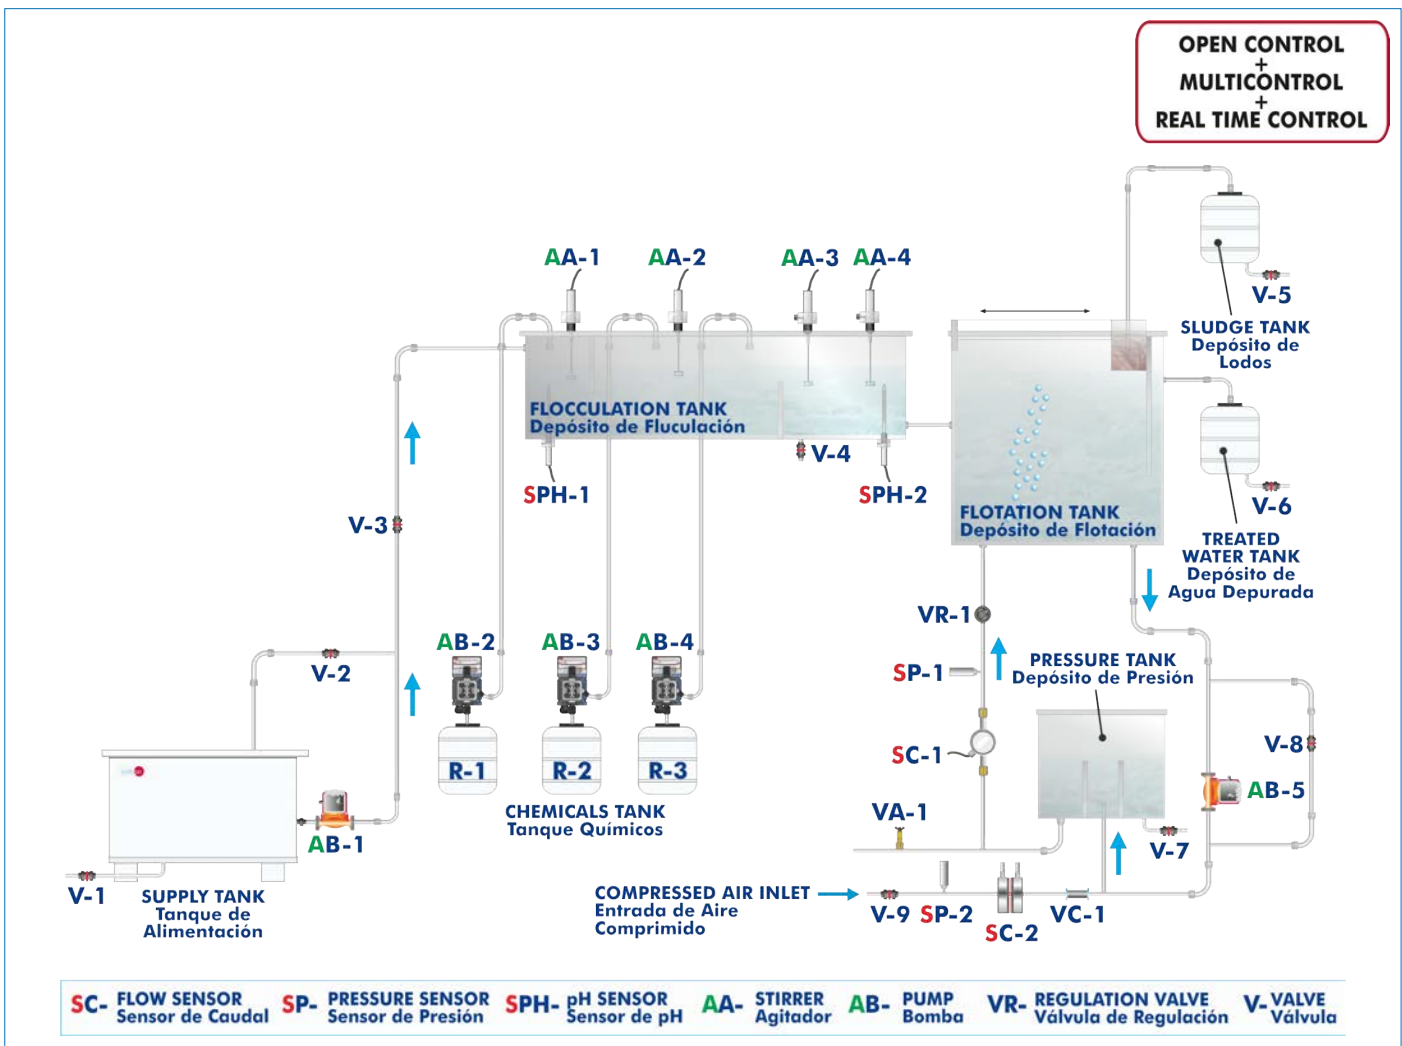 OPEN CONTROL
+
MULTICONTROL
+
REAL TIME CONTROL
AA-1
AA-2
AA-3
AA-4
V-5
SLUDGE TANK
Depósito de
Lodos
FLOCCULATION TANK
Depósito de Fluculación
V-4
SPH-1
SPH-2
V-3
FLOTATION TANK
Depósito de Flotación
V-6
TREATED
WATER TANK
Depósito de
Agua Depurada
VR-1
AB-2
AB-3
AB-4
V-2
SP-1
PRESSURE TANK
Depósito de Presión
R-1
R-2
R-3
SC-1
V-8
AB-5
CHEMICALS TANK
Tanque Químicos
VA-1
AB-1
V-7
V-1
SUPPLY TANK
Tanque de
Alimentación
COMPRESSED AIR INLET
Entrada de Aire
Comprimido
V-9
SP-2
SC-2
VC-1
SC- FLOW SENSOR
Sensor de Caudal
SP- PRESSURE SENSOR
Sensor de Presión
SPH- pH SENSOR
Sensor de pH
AA- STIRRER
Agitador
AB- PUMP
Bomba
VR- REGULATION VALVE
Válvula de Regulación
V- VALVE
Válvula